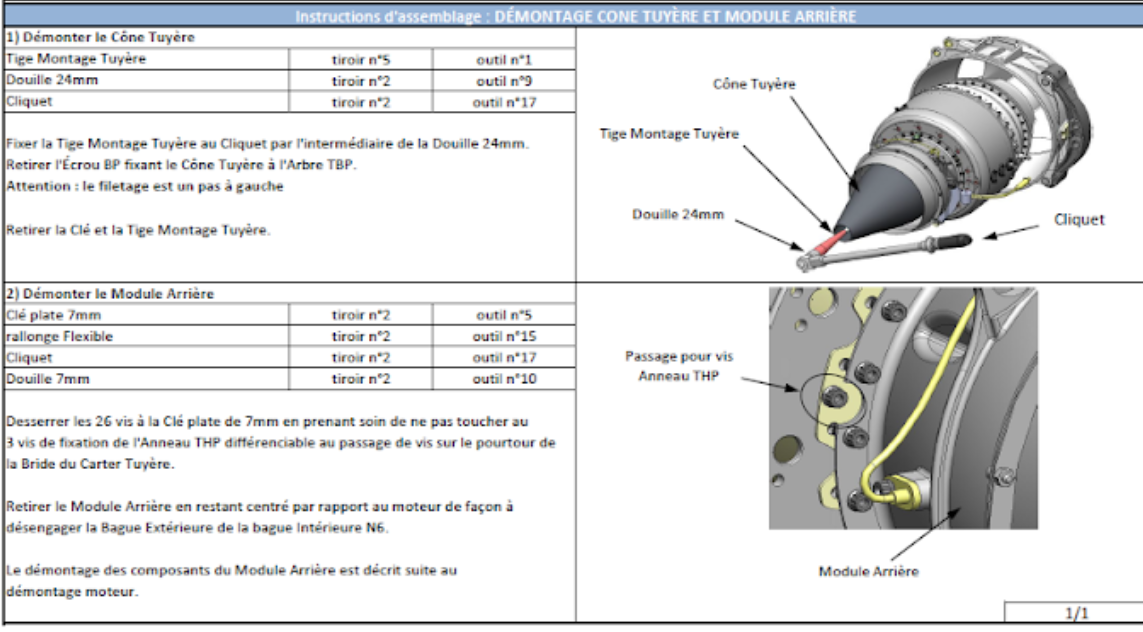 Instructions d'assemblage : DÉMONTAGE CONE TUYÈRE ET MODULE ARRIÈRE
1) Démonter le Cône Tuyère
Tige Montage Tuyère tiroir n°5 outil n°1
Douille 24mm tiroir n°2 outil n°9
Cliquet tiroir n°2 outil n°17
Fixer la Tige Montage Tuyère au Cliquet par l'intermédiaire de la Douille 24mm.
Retirer l'Écrou BP fixant le Cône Tuyère à l'Arbre TBP.
Attention : le filetage est un pas à gauche
Retirer la Clé et la Tige Montage Tuyère.
Cône Tuyère
Tige Montage Tuyère
Douille 24mm
Cliquet
2) Démonter le Module Arrière
Clé plate 7mm tiroir n°2 outil n°5
rallonge Flexible tiroir n°2 outil n°15
Cliquet tiroir n°2 outil n°17
Douille 7mm tiroir n°2 outil n°10
Desserrer les 26 vis à la Clé plate de 7mm en prenant soin de ne pas toucher au
3 vis de fixation de l'Anneau THP différenciable au passage de vis sur le pourtour de
la Bride du Carter Tuyère.
Retirer le Module Arrière en restant centré par rapport au moteur de façon à
désengager la Bague Extérieure de la bague Intérieure N6.
Le démontage des composants du Module Arrière est décrit suite au
démontage moteur.
Passage pour vis
Anneau THP
Module Arrière
1/1